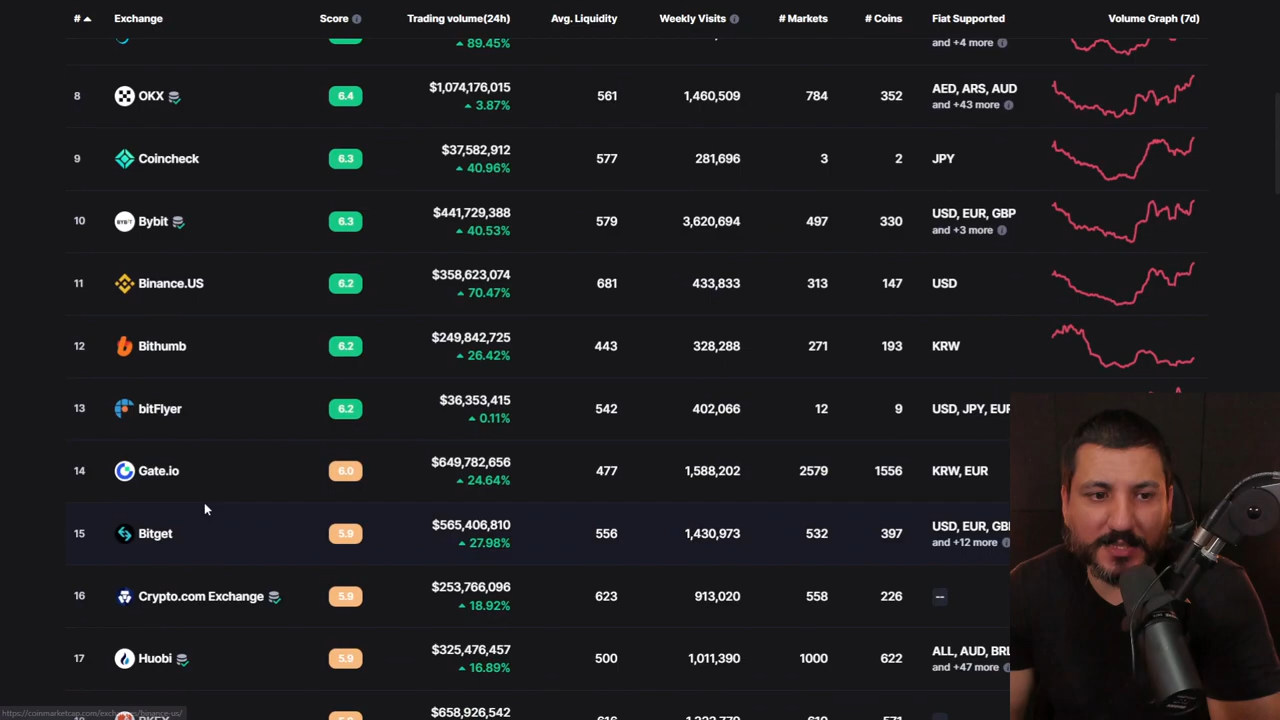 # Exchange Score Trading volume(24h) Avg. Liquidity Weekly Visits # Markets # Coins Fiat Supported Volume Graph (7d)
89.45% and +4 more
8 OKX 6.4 $1,074,176,015 561 1,460,509 784 352 AED, ARS, AUD
3.87% and +43 more
9 Coincheck 6.3 $37,582,912 577 281,696 3 2 JPY
40.96%
10 Bybit 6.3 $441,729,388 579 3,620,694 497 330 USD, EUR, GBP
40.53% and +3 more
11 Binance.US 6.2 $358,623,074 681 433,833 313 147 USD
70.47%
12 Bithumb 6.2 $249,842,725 443 328,288 271 193 KRW
26.42%
13 bitFlyer 6.2 $36,353,415 542 402,066 12 9 USD, JPY, EUR
0.11%
14 Gate.io 6.0 $649,782,656 477 1,588,202 2579 1556 KRW, EUR
24.64%
15 Bitget 5.9 $565,406,810 556 1,430,973 532 397 USD, EUR, GB
27.98% and +12 more
16 Crypto.com Exchange 5.9 $253,766,096 623 913,020 558 226 --
18.92%
17 Huobi 5.9 $325,476,457 500 1,011,390 1000 622 ALL, AUD, BRL
16.89% and +47 more
$658,926,542
https://coinmarketcap.com/exchanges/binance-us/